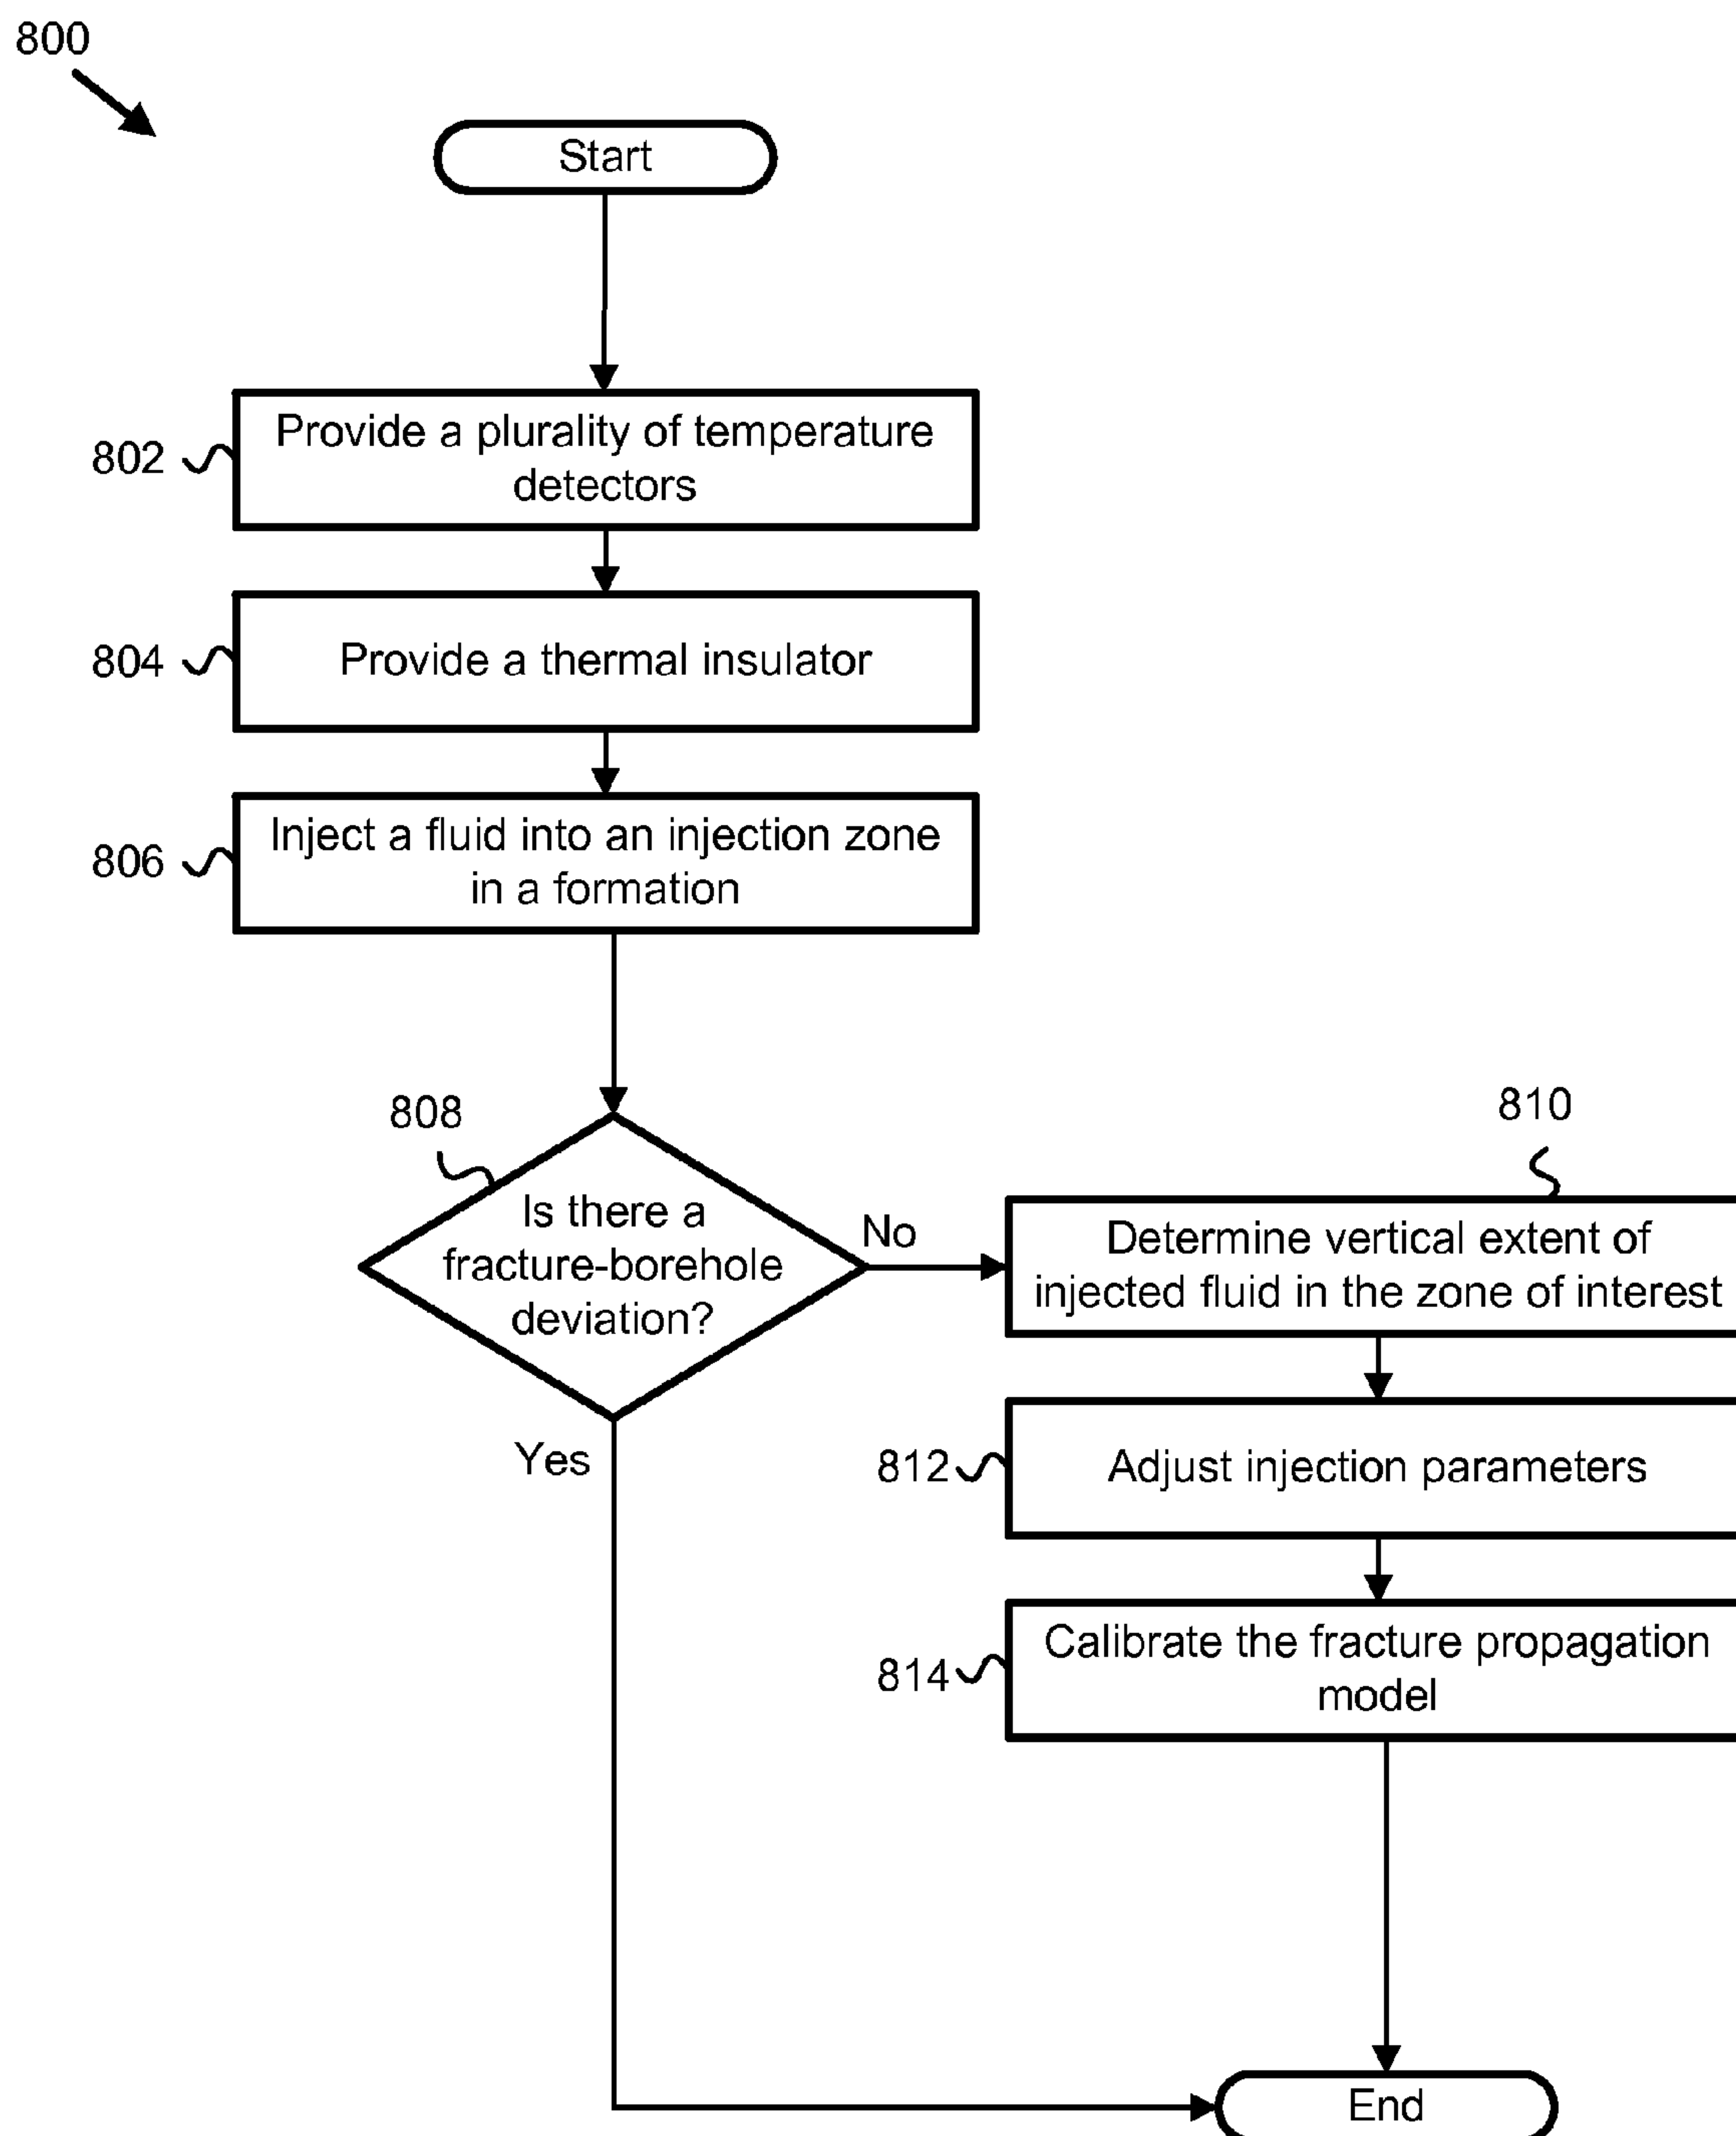 800
Start
802
Provide a plurality of temperature
detectors
804
Provide a thermal insulator
806
Inject a fluid into an injection zone
in a formation
808
Is there a
fracture-borehole
deviation?
No
Yes
810
Determine vertical extent of
injected fluid in the zone of interest
812
Adjust injection parameters
814
Calibrate the fracture propagation
model
End